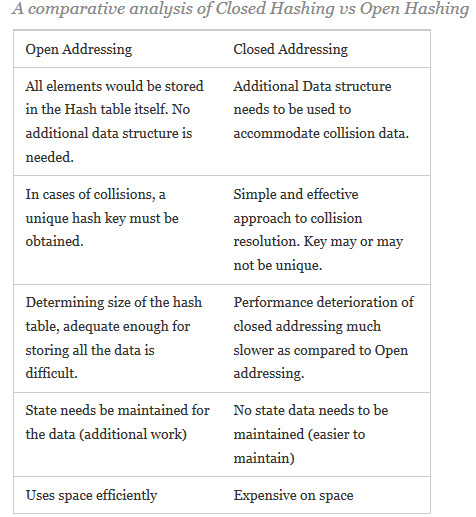 A comparative analysis of Closed Hashing vs Open Hashing
Open Addressing
Closed Addressing
All elements would be stored
in the Hash table itself. No
additional data structure is
needed.
Additional Data structure
needs to be used to
accommodate collision data.
In cases of collisions, a
unique hash key must be
obtained.
Simple and effective
approach to collision
resolution. Key may or may
not be unique.
Determining size of the hash
table, adequate enough for
storing all the data is
difficult.
Performance deterioration of
closed addressing much
slower as compared to Open
addressing.
State needs be maintained for
the data (additional work)
No state data needs to be
maintained (easier to
maintain)
Uses space efficiently
Expensive on space